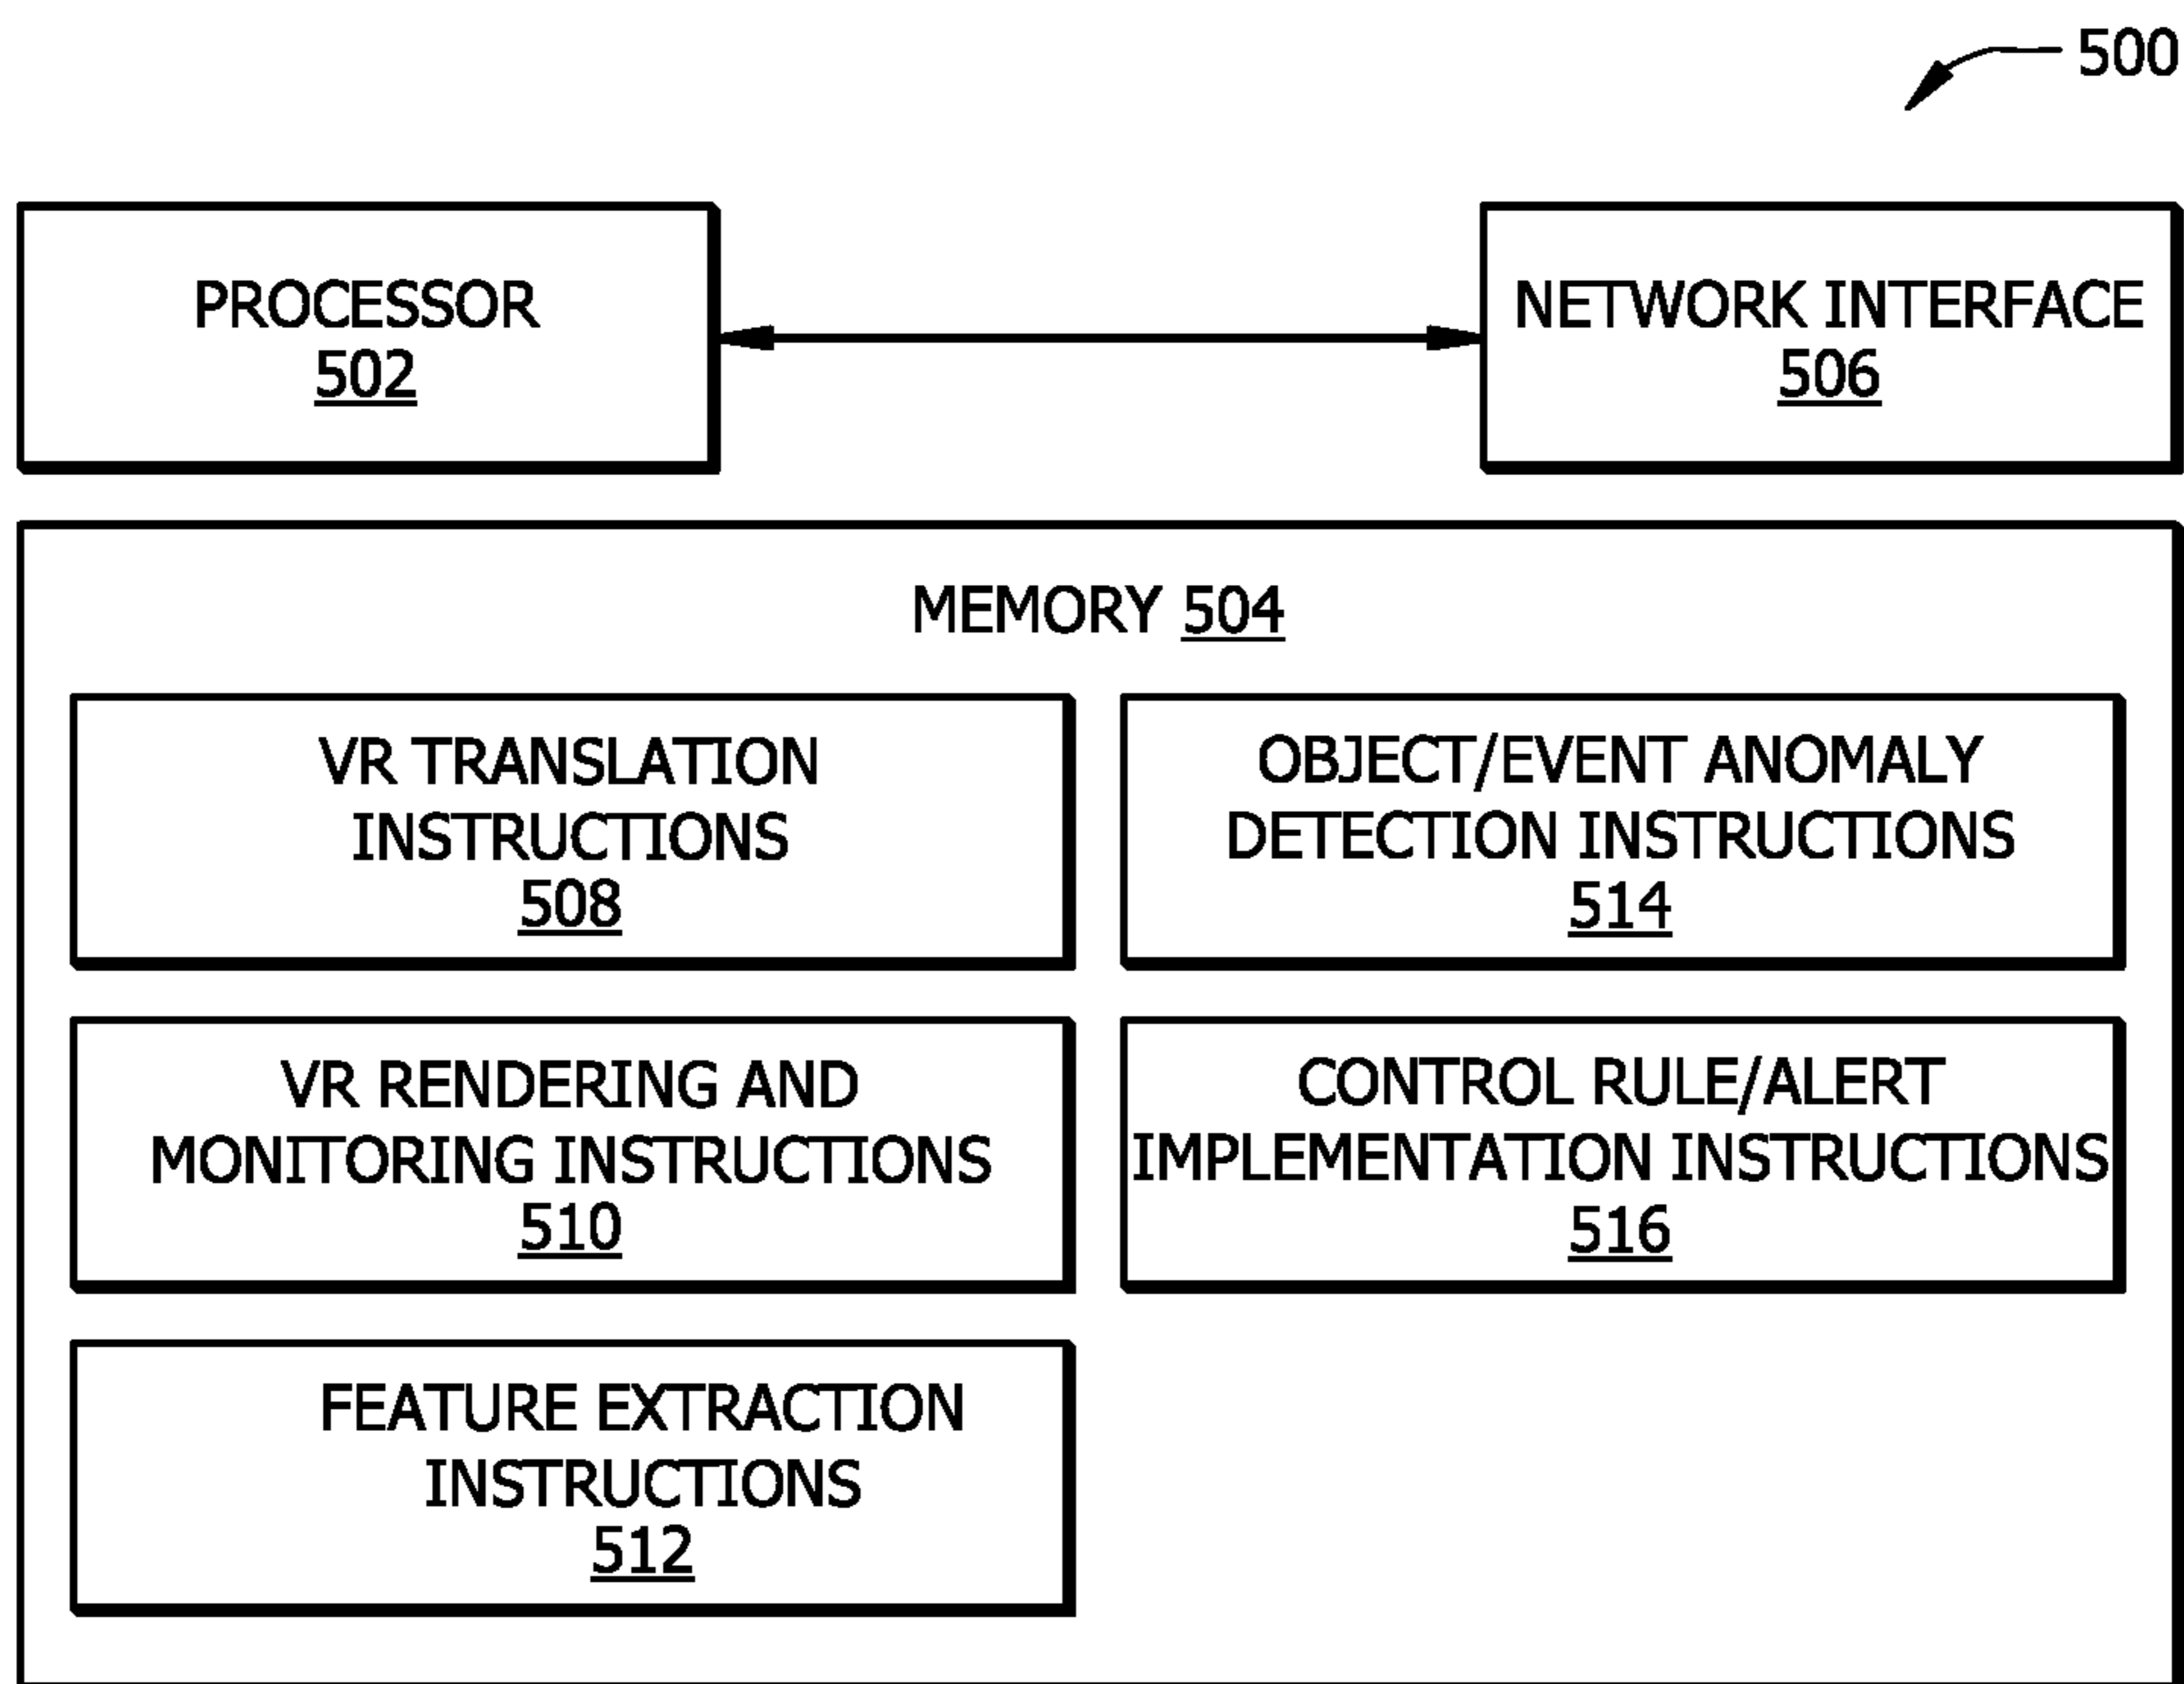 500
PROCESSOR
502
NETWORK INTERFACE
506
MEMORY 504
VR TRANSLATION
INSTRUCTIONS
508
OBJECT/EVENT ANOMALY
DETECTION INSTRUCTIONS
514
VR RENDERING AND
MONITORING INSTRUCTIONS
510
CONTROL RULE/ALERT
IMPLEMENTATION INSTRUCTIONS
516
FEATURE EXTRACTION
INSTRUCTIONS
512